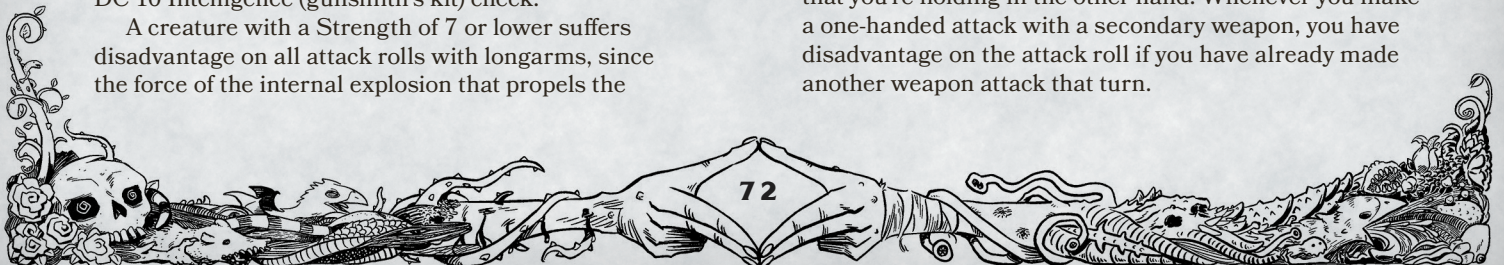 DC 10 Intelligence (gunsmith's kit) check.
A creature with a Strength of 7 or lower suffers
disadvantage on all attack rolls with longarms, since
the force of the internal explosion that propels the
that you're holding in the other hand. Whenever you make
a one-handed attack with a secondary weapon, you have
disadvantage on the attack roll if you have already made
another weapon attack that turn.
72